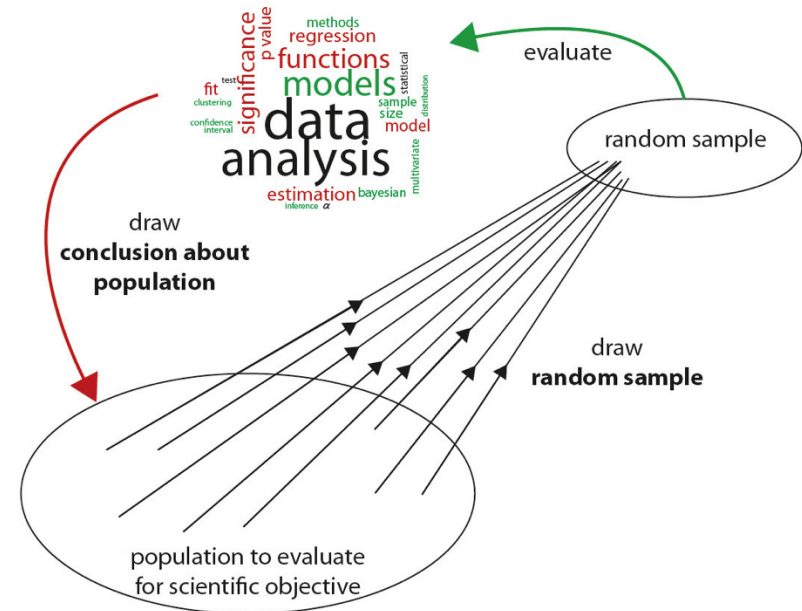 methods
regression
p value
significance
functions
test
fit
models
statistical
clustering
sample
size
distribution
data
model
confidence
interval
analysis
multivariate
estimation
bayesian
inference
α
evaluate
random sample
draw
conclusion about
population
draw
random sample
population to evaluate
for scientific objective